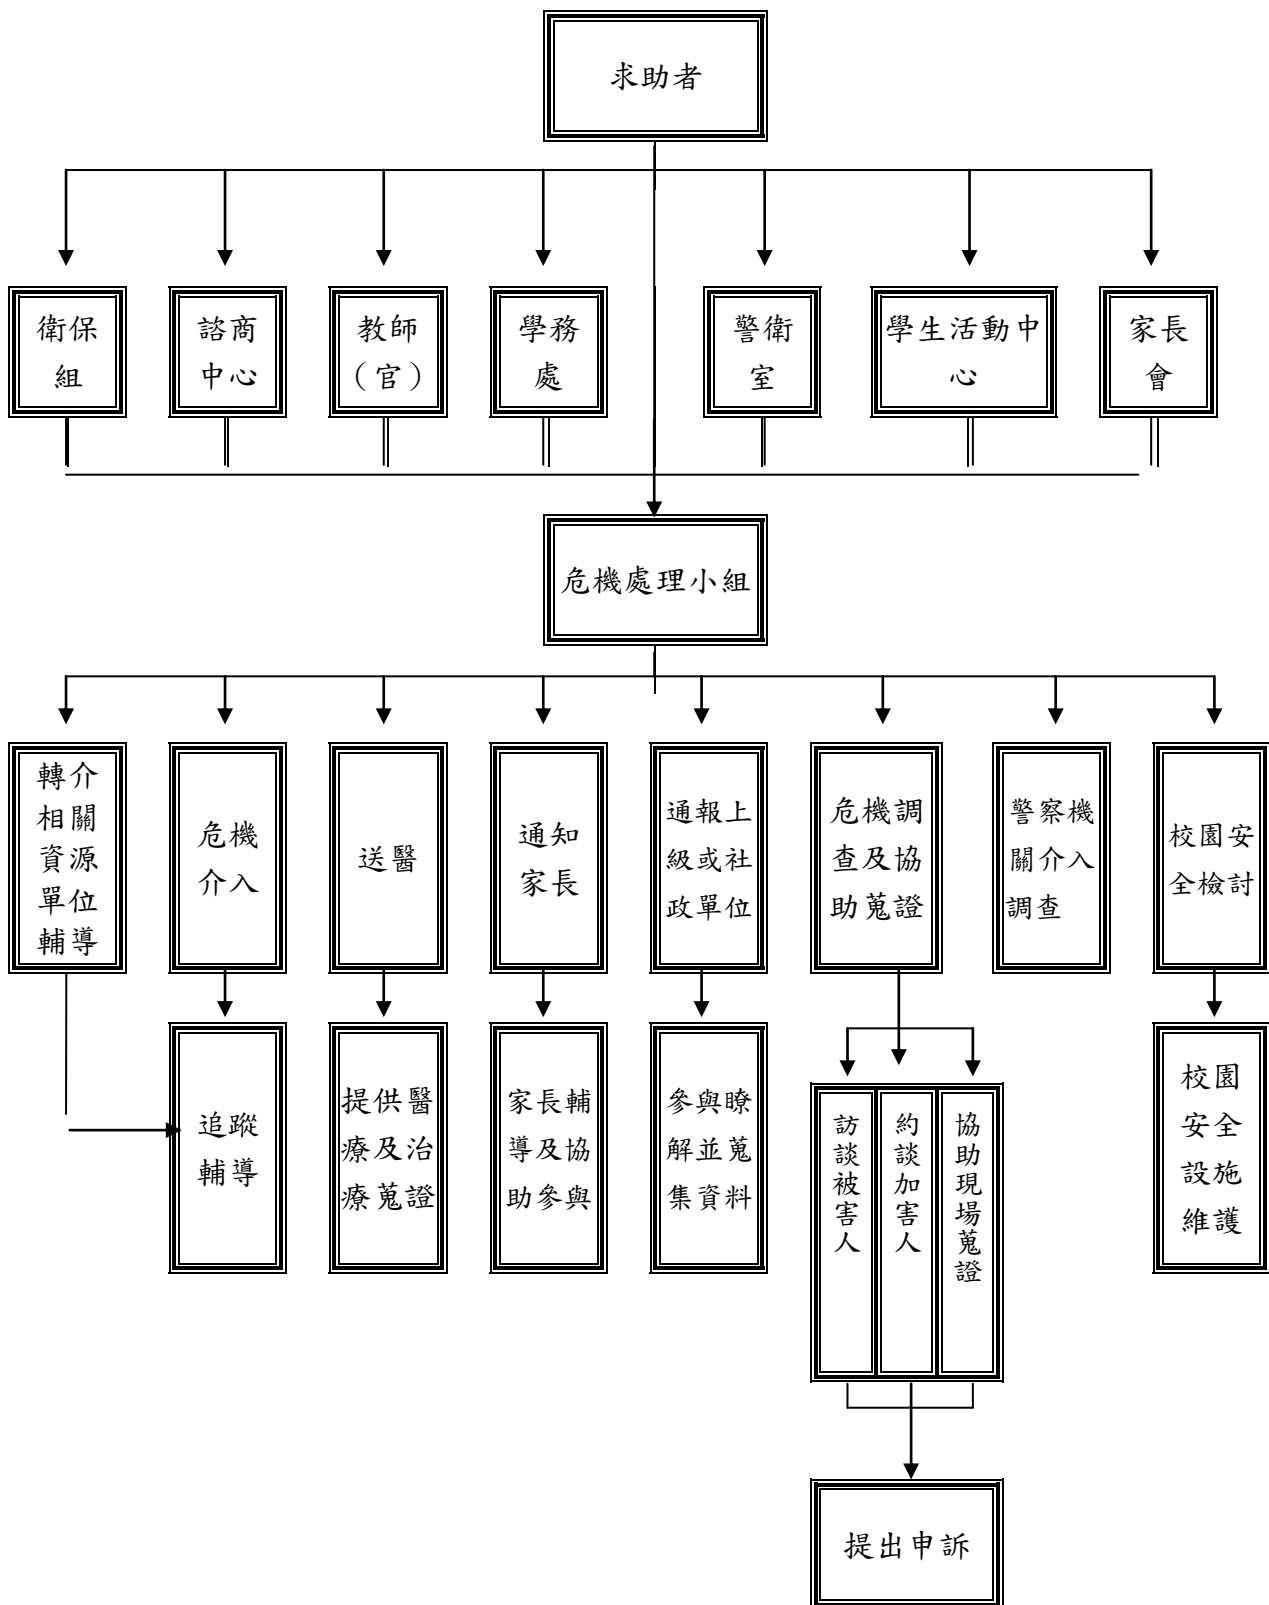 求助者
衛保
組
諮商
中心
教師
（官）
學務
處
警衛
室
學生活動中
心
家長
會
危機處理小組
轉介
相關
資源
單位
輔導
危機
介入
送醫
通知
家長
通報上
級或社
政單位
危機調
查及協
助蒐證
警察機
關介入
調查
校園安
全檢討
追蹤
輔導
提供醫
療及治
療蒐證
家長輔
導及協
助參與
參與瞭
解並蒐
集資料
訪談被害人
約談加害人
協助現場蒐證
校園
安全
設施
維護
提出申訴